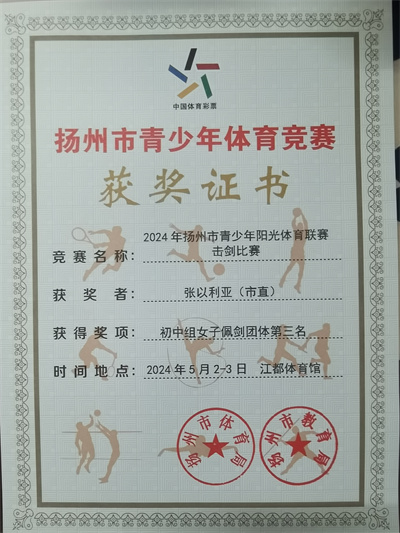 中国体育彩票
扬州市青少年体育竞赛
获奖证书
2024年扬州市青少年阳光体育联赛
竞赛名称：击剑比赛
获奖者：张以利亚（市直）
获得奖项：初中组女子佩剑团体第三名
时间地点：2024年5月2-3日 江都体育馆
扬州市体育局
扬州市教育局